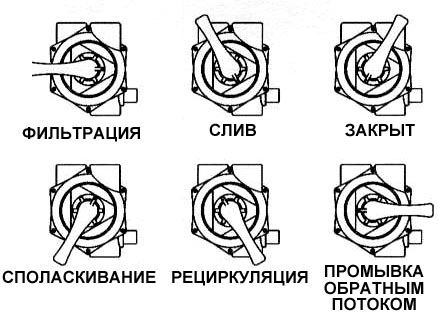 ФИЛЬТРАЦИЯ
СЛИВ
ЗАКРЫТ
СПОЛАСКИВАНИЕ
РЕЦИРКУЛЯЦИЯ
ПРОМЫВКА
ОБРАТНЫМ
ПОТОКОМ